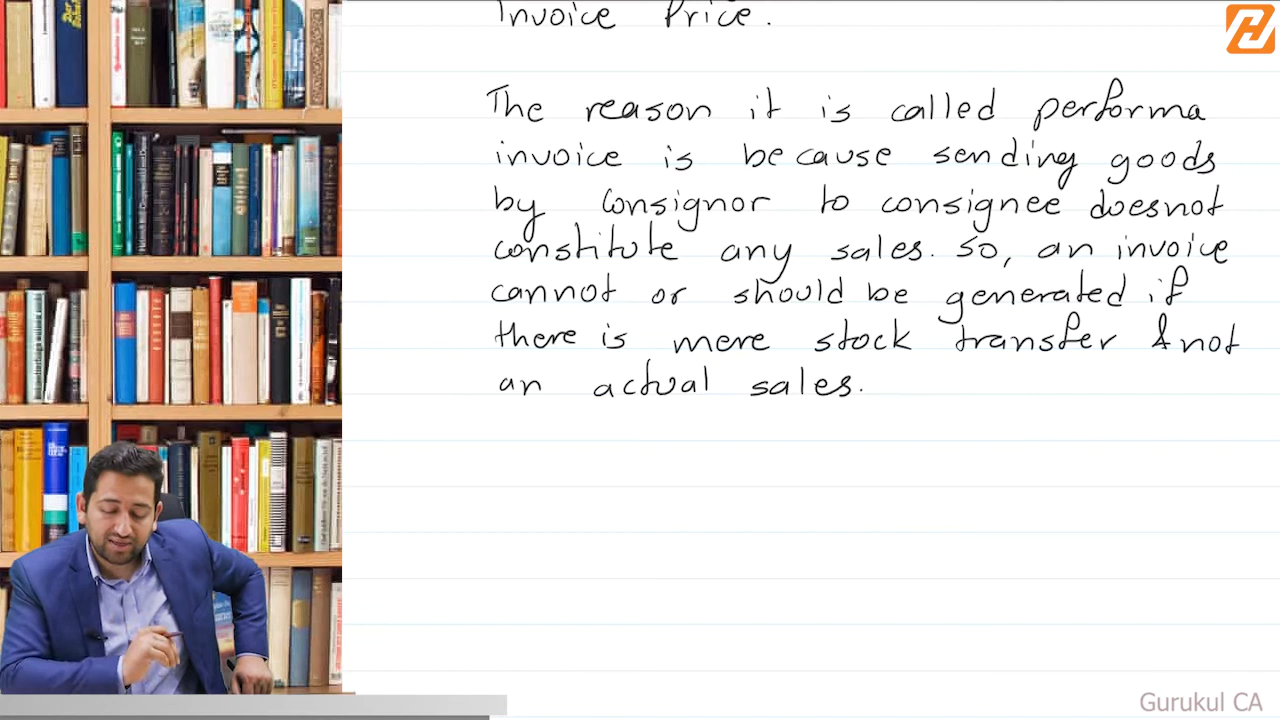 Invoice Price.
The reason it is called performa
invoice is because sending goods
by consignor to consignee doesnot
constitute any sales. so, an invoice
cannot or should be generated if
there is mere stock transfer & not
an actual sales.
Gurukul CA